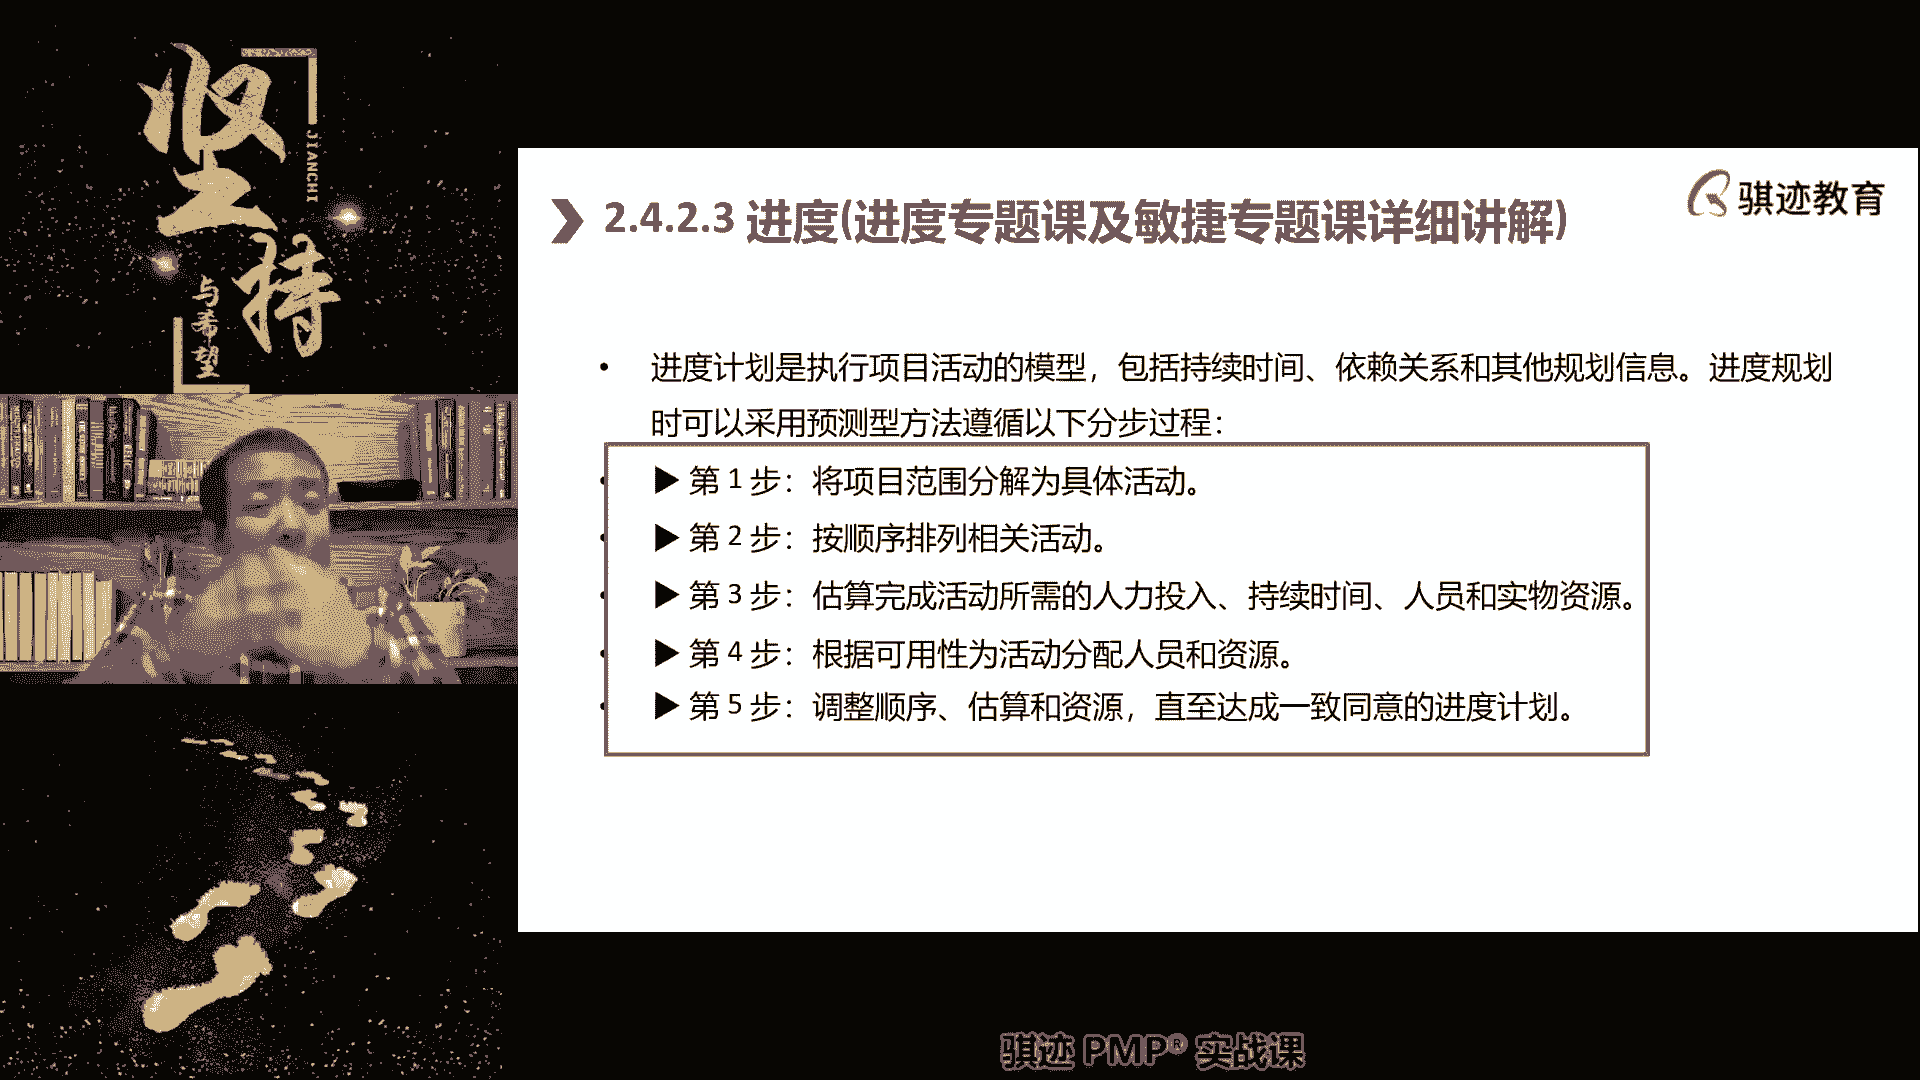 坚持
JIANCHI
与希望
2.4.2.3 进度(进度专题课及敏捷专题课详细讲解)
骐迹教育
• 进度计划是执行项目活动的模型，包括持续时间、依赖关系和其他规划信息。进度规划
时可以采用预测型方法遵循以下分步过程：
▶ 第 1 步：将项目范围分解为具体活动。
▶ 第 2 步：按顺序排列相关活动。
▶ 第 3 步：估算完成活动所需的人力投入、持续时间、人员和实物资源。
▶ 第 4 步：根据可用性为活动分配人员和资源。
▶ 第 5 步：调整顺序、估算和资源，直至达成一致同意的进度计划。
骐迹 PMP® 实战课